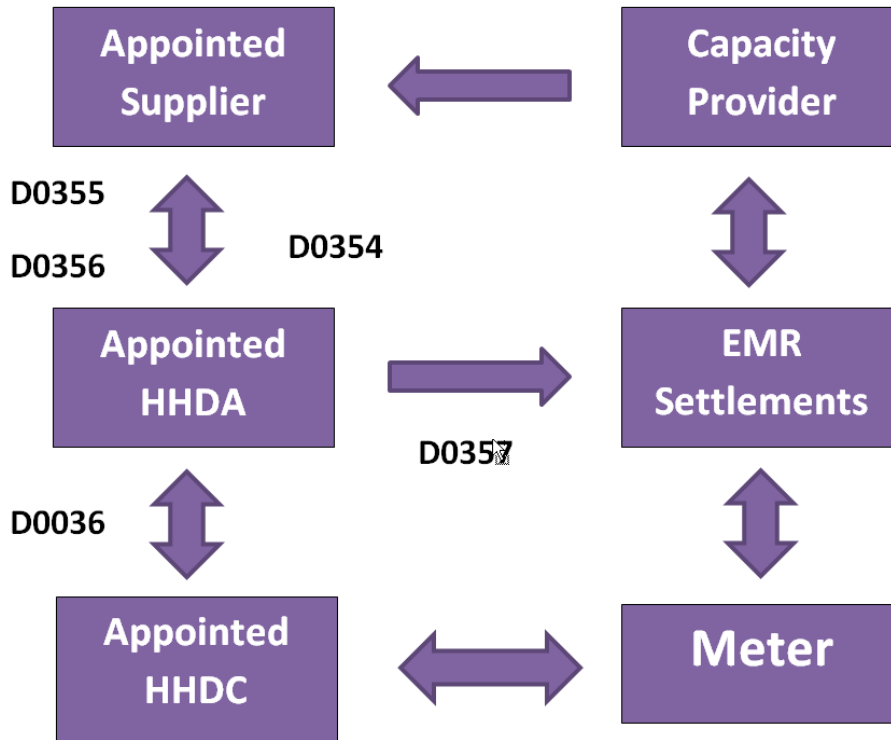 Appointed
Supplier
Capacity
Provider
D0355
D0354
D0356
Appointed
HHDA
EMR
Settlements
D0357
D0036
Appointed
HHDC
Meter